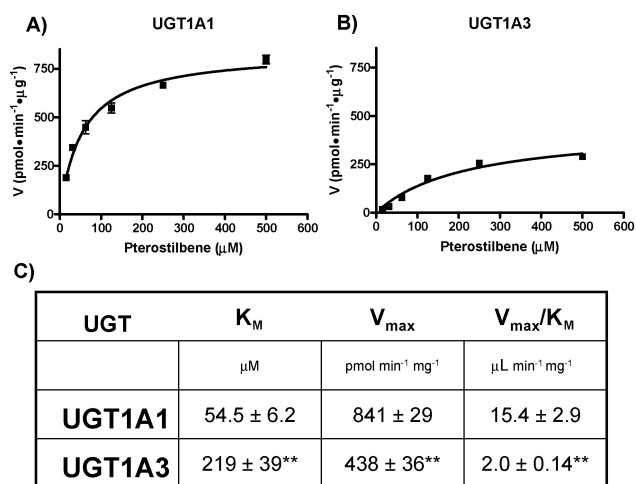 A) UGT1A1
V (pmol•min⁻¹•µg⁻¹)
750
500
250
0
0 100 200 300 400 500 600
Pterostilbene (µM)
B) UGT1A3
V (pmol•min⁻¹•µg⁻¹)
750
500
250
0
0 100 200 300 400 500 600
Pterostilbene (µM)
C)
UGT K_M V_max V_max/K_M
µM pmol min⁻¹ mg⁻¹ µL min⁻¹ mg⁻¹
UGT1A1 54.5 ± 6.2 841 ± 29 15.4 ± 2.9
UGT1A3 219 ± 39** 438 ± 36** 2.0 ± 0.14**